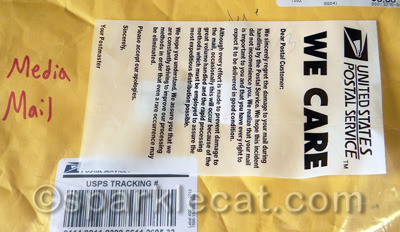 Media
Mail
UNITED STATES
POSTAL SERVICE™
WE CARE
Dear Postal Customer:
We sincerely regret the damage to your mail during
handling by the Postal Service. We hope this incident
did not inconvenience you. We realize that your mail
is important to you and that you have every right to
expect it to be delivered in good condition.
Although every effort is made to prevent damage to
the mail, occasionally this will occur because of the
great volume handled and the rapid processing
methods which must be employed to assure the
most expeditious distribution possible.
We hope you understand. We assure you that we
are constantly striving to improve our processing
methods in order that even a rare occurrence may
be eliminated.
Please accept our apologies.
Sincerely,
Your Postmaster
USPS TRACKING #
©sparklecat.com©